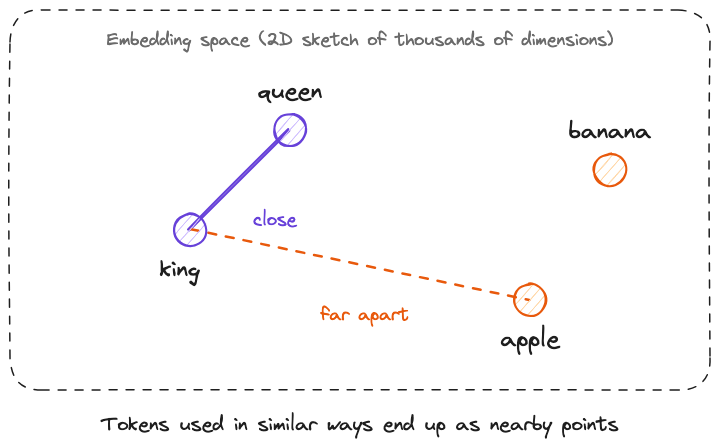 Embedding space (2D sketch of thousands of dimensions)
queen
banana
close
king
far apart
apple
Tokens used in similar ways end up as nearby points